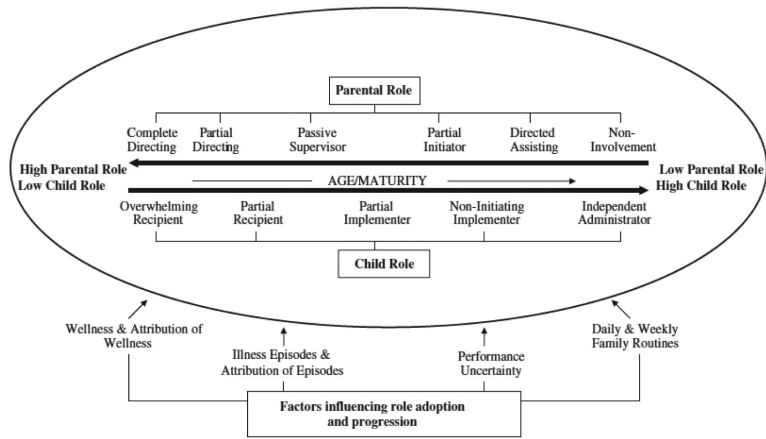 Parental Role
Complete Partial Passive Partial Directed Non-
Directing Directing Supervisor Initiator Assisting Involvement
High Parental Role Low Parental Role
Low Child Role AGE/MATURITY High Child Role
Overwhelming Partial Partial Non-Initiating Independent
Recipient Recipient Implementer Implementer Administrator
Child Role
Wellness & Attribution of Daily & Weekly
Wellness Family Routines
Illness Episodes & Performance
Attribution of Episodes Uncertainty
Factors influencing role adoption
and progression